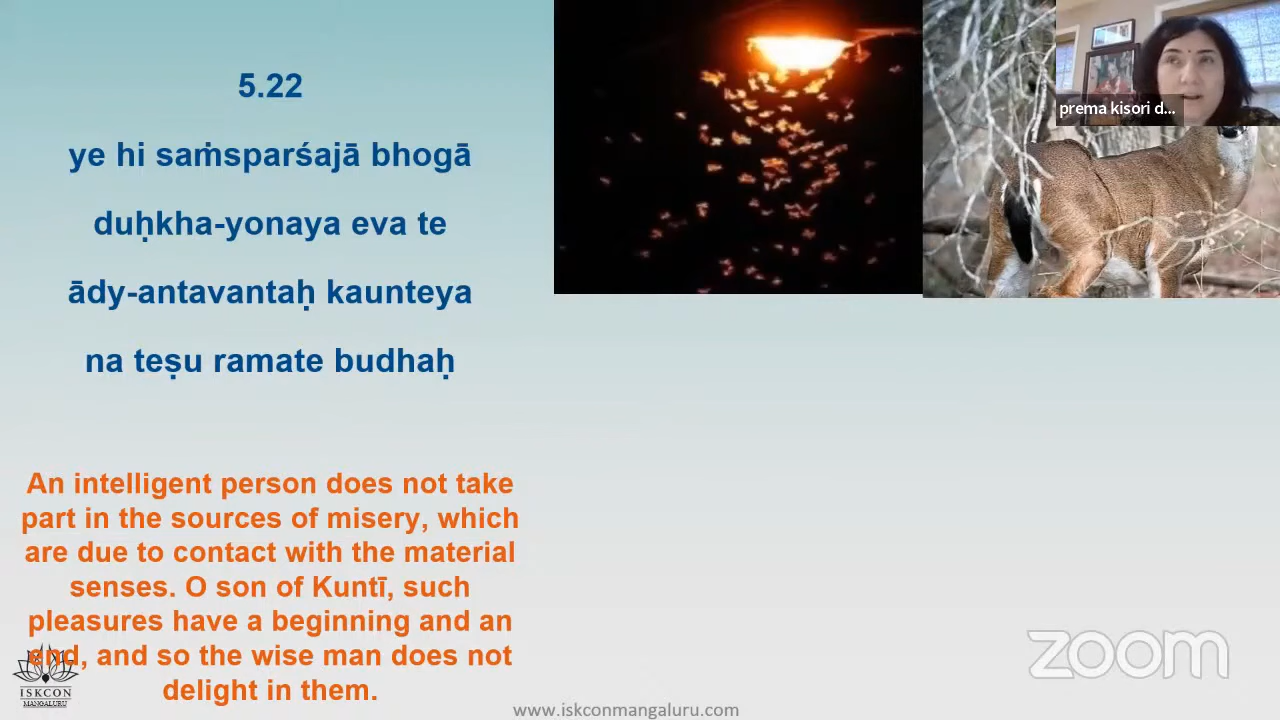 5.22
ye hi saṁsparśajā bhogā
duḥkha-yonaya eva te
ādy-antavantaḥ kaunteya
na teṣu ramate budhaḥ
An intelligent person does not take
part in the sources of misery, which
are due to contact with the material
senses. O son of Kuntī, such
pleasures have a beginning and an
end, and so the wise man does not
delight in them.
ISKCON
MANGALURU
www.iskconmangaluru.com
prema kisori d...
zoom